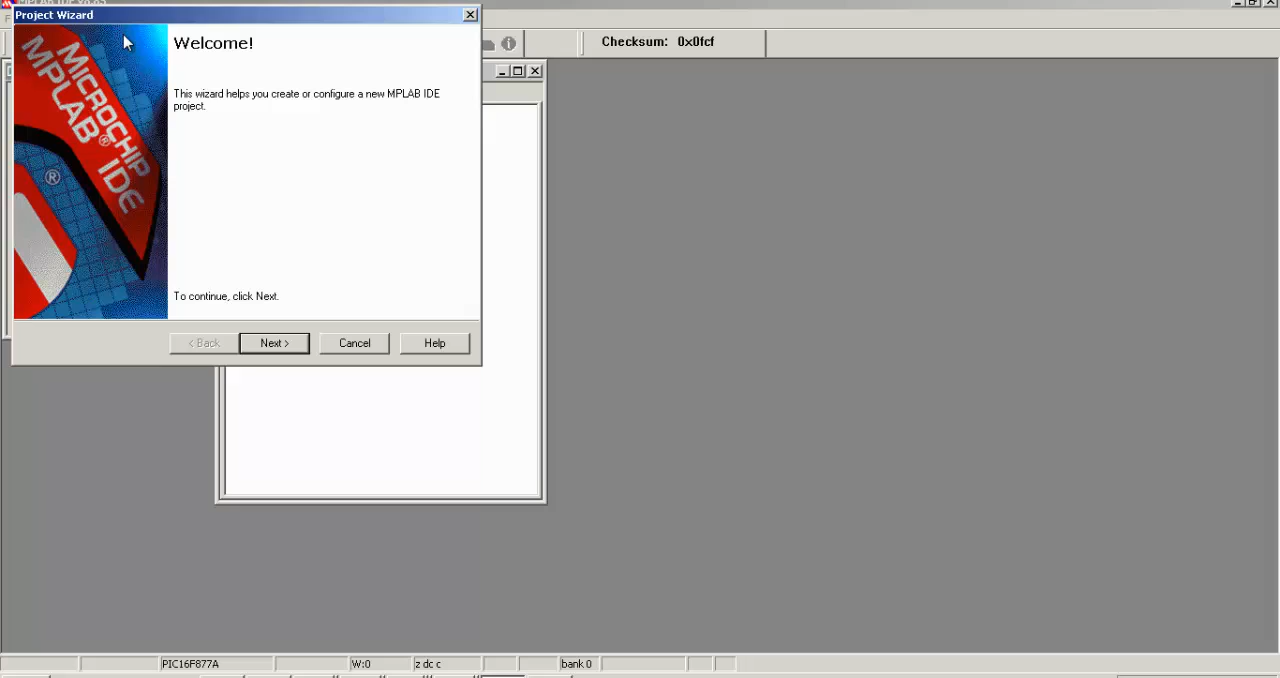 Project Wizard
MICROCHIP
MPLAB® IDE
®
Welcome!
This wizard helps you create or configure a new MPLAB IDE
project.
To continue, click Next.
< Back
Next >
Cancel
Help
Checksum: 0x0fcf
PIC16F877A
W:0
z dc c
bank 0